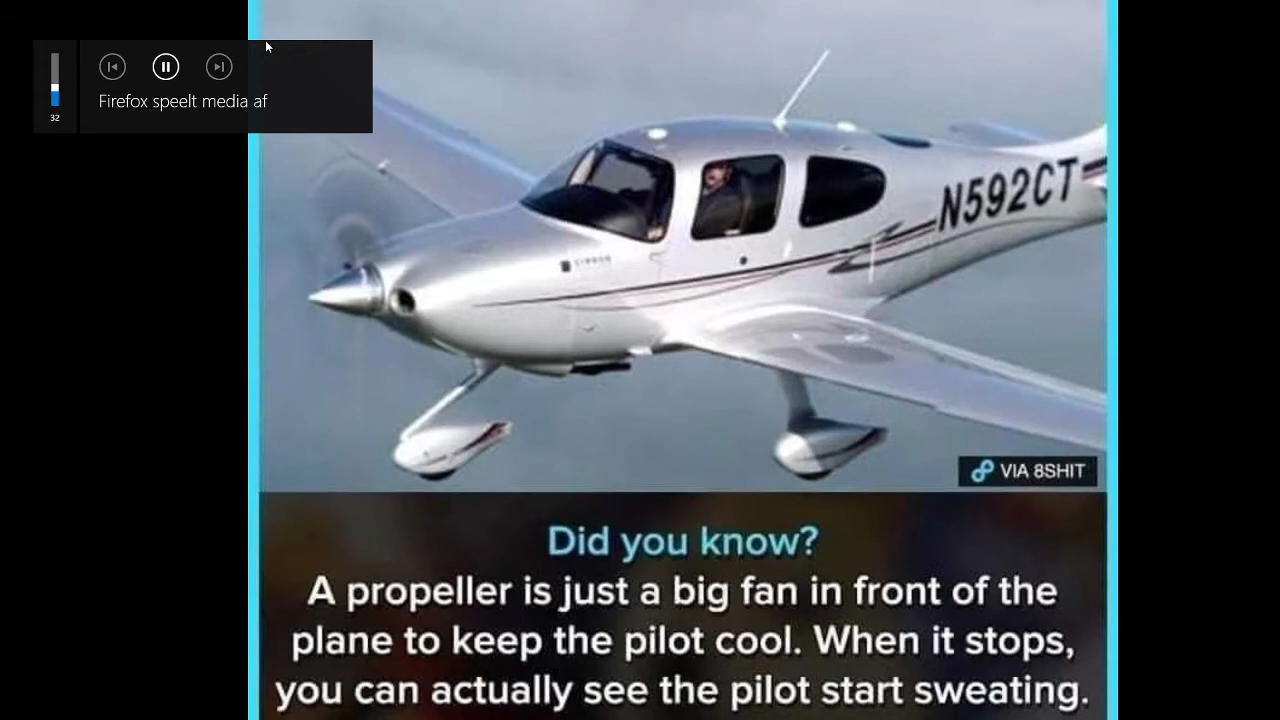 32
Firefox speelt media af
N592CT
CIRRUS
VIA 8SHIT
Did you know?
A propeller is just a big fan in front of the
plane to keep the pilot cool. When it stops,
you can actually see the pilot start sweating.